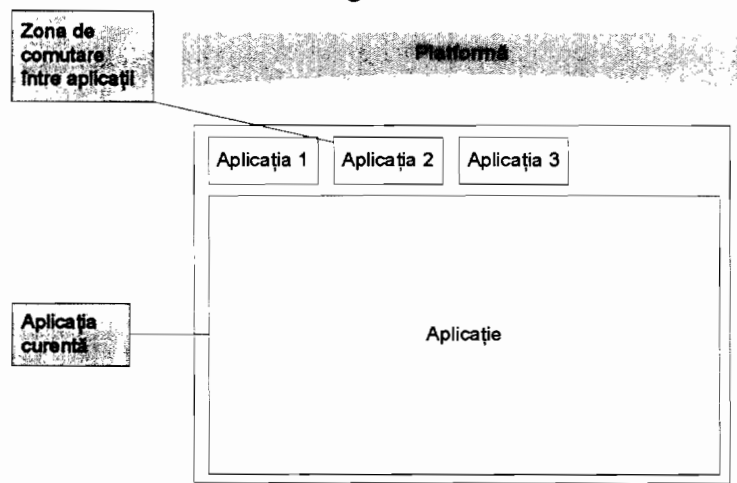 Zona de
comutare
între aplicații
Platformă
Aplicația 1
Aplicația 2
Aplicația 3
Aplicația
curentă
Aplicație